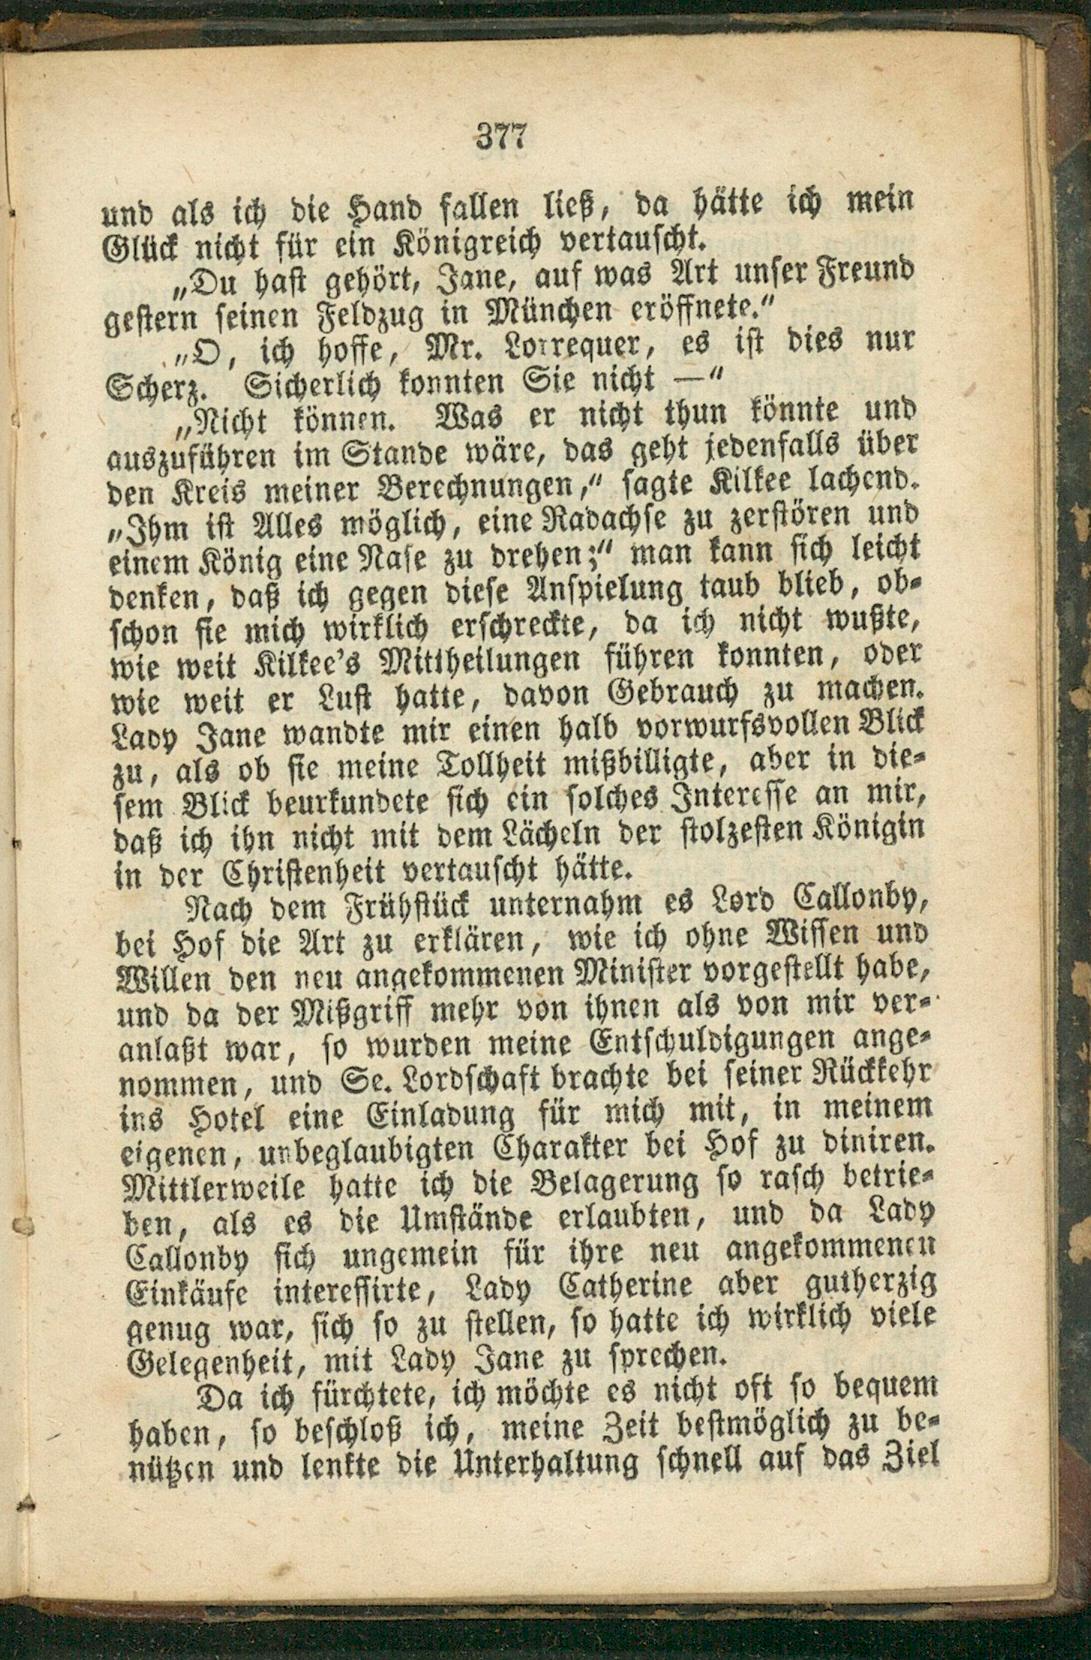 377
und als ich die Hand fallen ließ, da hätte ich mein
Glück nicht für ein Königreich vertauscht.
„Du hast gehört, Jane, auf was Art unser Freund
gestern seinen Feldzug in München eröffnete.“
„O, ich hoffe, Mr. Lorrequer, es ist dies nur
Scherz. Sicherlich konnten Sie nicht —“
„Nicht können. Was er nicht thun könnte und
auszuführen im Stande wäre, das geht jedenfalls über
den Kreis meiner Berechnungen,“ sagte Kilkee lachend.
„Ihm ist Alles möglich, eine Radachse zu zerstören und
einem König eine Nase zu drehen;“ man kann sich leicht
denken, daß ich gegen diese Anspielung taub blieb, ob-
schon sie mich wirklich erschreckte, da ich nicht wußte,
wie weit Kilkee's Mittheilungen führen konnten, oder
wie weit er Lust hatte, davon Gebrauch zu machen.
Lady Jane wandte mir einen halb vorwurfsvollen Blick
zu, als ob sie meine Tollheit mißbilligte, aber in die-
sem Blick beurkundete sich ein solches Interesse an mir,
daß ich ihn nicht mit dem Lächeln der stolzesten Königin
in der Christenheit vertauscht hätte.
Nach dem Frühstück unternahm es Lord Callonby,
bei Hof die Art zu erklären, wie ich ohne Wissen und
Willen den neu angekommenen Minister vorgestellt habe,
und da der Mißgriff mehr von ihnen als von mir ver-
anlaßt war, so wurden meine Entschuldigungen ange-
nommen, und Se. Lordschaft brachte bei seiner Rückkehr
ins Hotel eine Einladung für mich mit, in meinem
eigenen, unbeglaubigten Charakter bei Hof zu diniren.
Mittlerweile hatte ich die Belagerung so rasch betrie-
ben, als es die Umstände erlaubten, und da Lady
Callonby sich ungemein für ihre neu angekommenen
Einkäufe interessirte, Lady Catherine aber gutherzig
genug war, sich so zu stellen, so hatte ich wirklich viele
Gelegenheit, mit Lady Jane zu sprechen.
Da ich fürchtete, ich möchte es nicht oft so bequem
haben, so beschloß ich, meine Zeit bestmöglich zu be-
nützen und lenkte die Unterhaltung schnell auf das Ziel